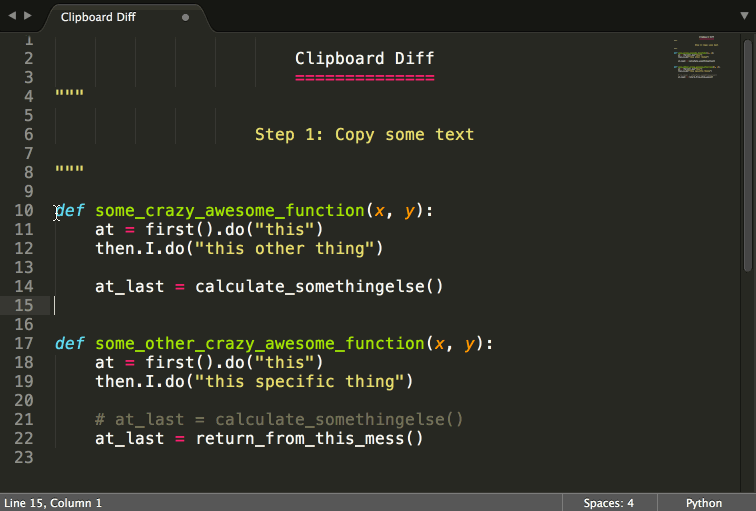 Clipboard Diff
1
2 Clipboard Diff
3 ==============
4 """
5
6 Step 1: Copy some text
7
8 """
9
10 def some_crazy_awesome_function(x, y):
11 at = first().do("this")
12 then.I.do("this other thing")
13
14 at_last = calculate_somethingelse()
15
16
17 def some_other_crazy_awesome_function(x, y):
18 at = first().do("this")
19 then.I.do("this specific thing")
20
21 # at_last = calculate_somethingelse()
22 at_last = return_from_this_mess()
23
Line 15, Column 1 Spaces: 4 Python